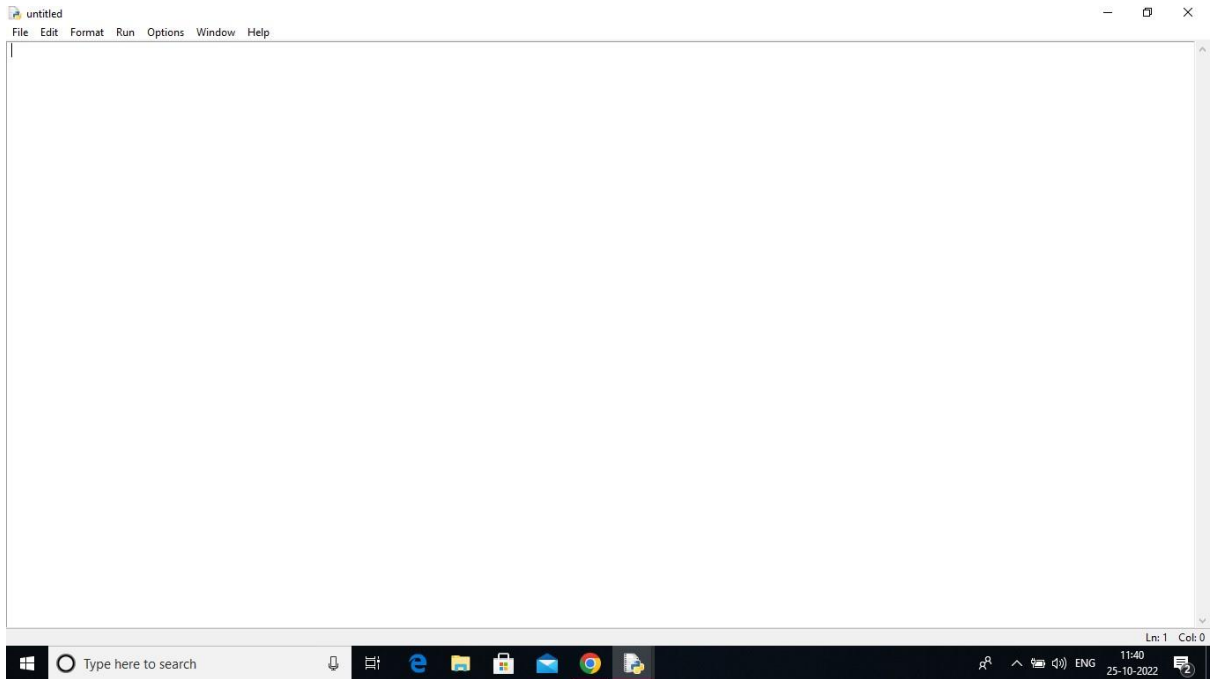 untitled
File Edit Format Run Options Window Help
Ln: 1 Col: 0
Type here to search
ENG
11:40
25-10-2022
2